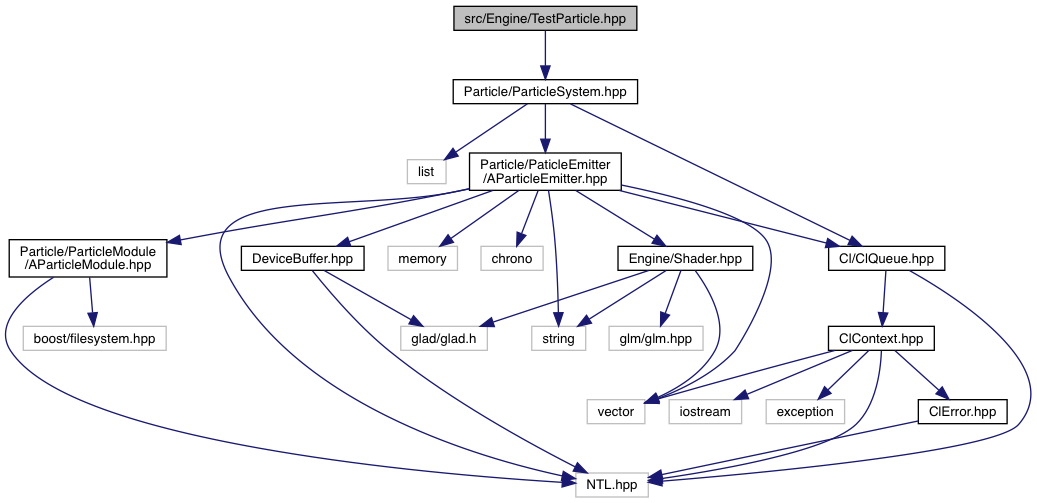 src/Engine/TestParticle.hpp
Particle/ParticleSystem.hpp
list
Particle/PaticleEmitter
/AParticleEmitter.hpp
Particle/ParticleModule
/AParticleModule.hpp
DeviceBuffer.hpp
memory
chrono
Engine/Shader.hpp
Cl/ClQueue.hpp
boost/filesystem.hpp
glad/glad.h
string
glm/glm.hpp
ClContext.hpp
vector
iostream
exception
ClError.hpp
NTL.hpp